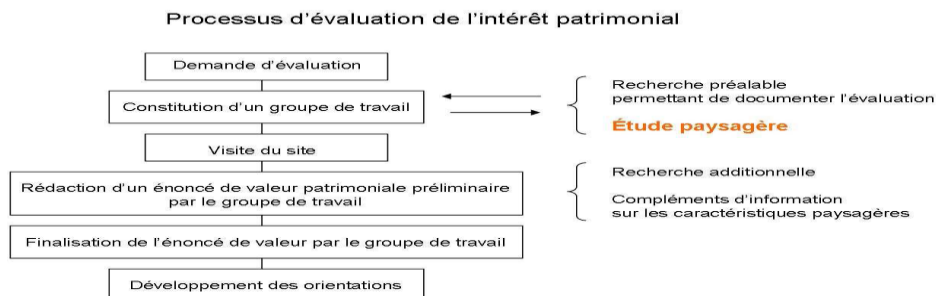 Processus d'évaluation de l'intérêt patrimonial
Demande d'évaluation
Constitution d'un groupe de travail
Recherche préalable
permettant de documenter l'évaluation
Étude paysagère
Visite du site
Rédaction d'un énoncé de valeur patrimoniale préliminaire
par le groupe de travail
Recherche additionnelle
Compléments d'information
sur les caractéristiques paysagères
Finalisation de l'énoncé de valeur par le groupe de travail
Développement des orientations